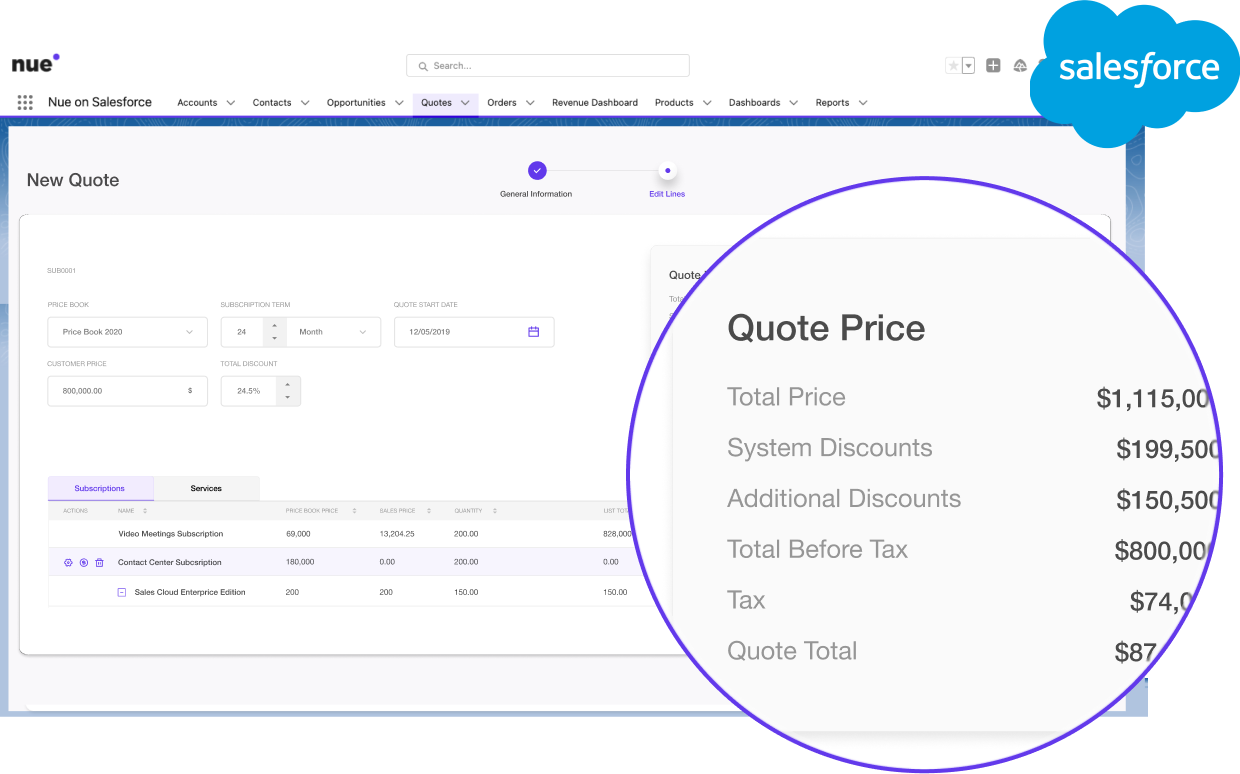 nue
Search...
salesforce
Nue on Salesforce Accounts Contacts Opportunities Quotes Orders Revenue Dashboard Products Dashboards Reports
New Quote
General Information Edit Lines
SUB0001
PRICE BOOK SUBSCRIPTION TERM QUOTE START DATE
Price Book 2020 24 Month 12/05/2019
CUSTOMER PRICE TOTAL DISCOUNT
800,000.00 $ 24.5%
Subscriptions Services
ACTIONS NAME PRICE BOOK PRICE SALES PRICE QUANTITY LIST
Video Meetings Subscription 69,000 13,204.25 200.00 828,000
Contact Center Subcsription 180,000 0.00 200.00 0.00
Sales Cloud Enterprice Edition 200 200 150.00 150.00
Quote
Quote Price
Total Price $1,115,00
System Discounts $199,500
Additional Discounts $150,500
Total Before Tax $800,00
Tax $74,0
Quote Total $87